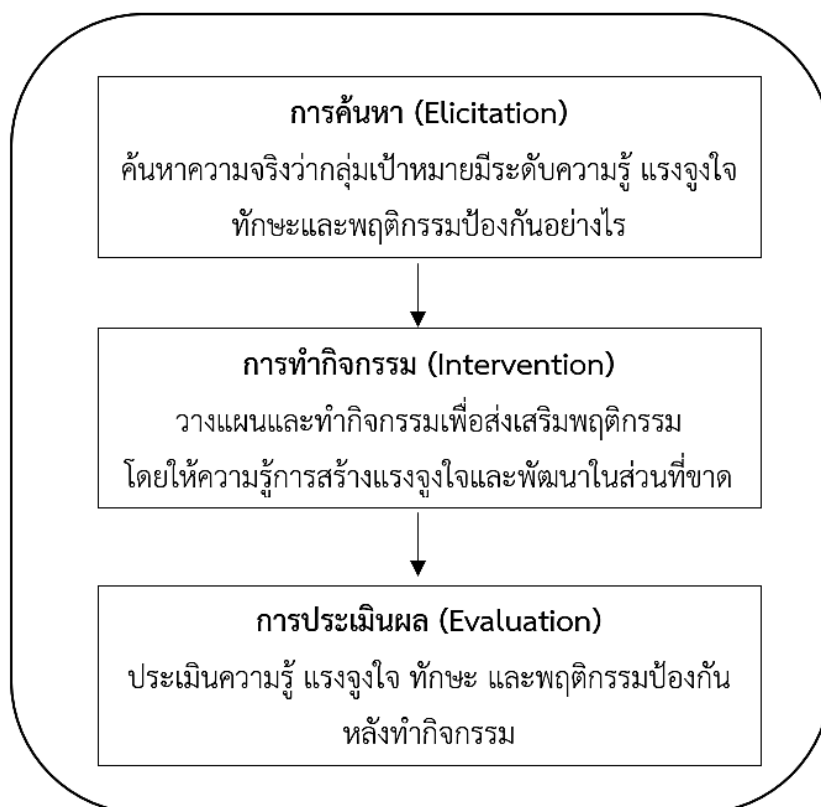 การค้นหา (Elicitation)
ค้นหาความจริงว่ากลุ่มเป้าหมายมีระดับความรู้ แรงจูงใจ
ทักษะและพฤติกรรมป้องกันอย่างไร
การทำกิจกรรม (Intervention)
วางแผนและทำกิจกรรมเพื่อส่งเสริมพฤติกรรม
โดยให้ความรู้การสร้างแรงจูงใจและพัฒนาในส่วนที่ขาด
การประเมินผล (Evaluation)
ประเมินความรู้ แรงจูงใจ ทักษะ และพฤติกรรมป้องกัน
หลังทำกิจกรรม